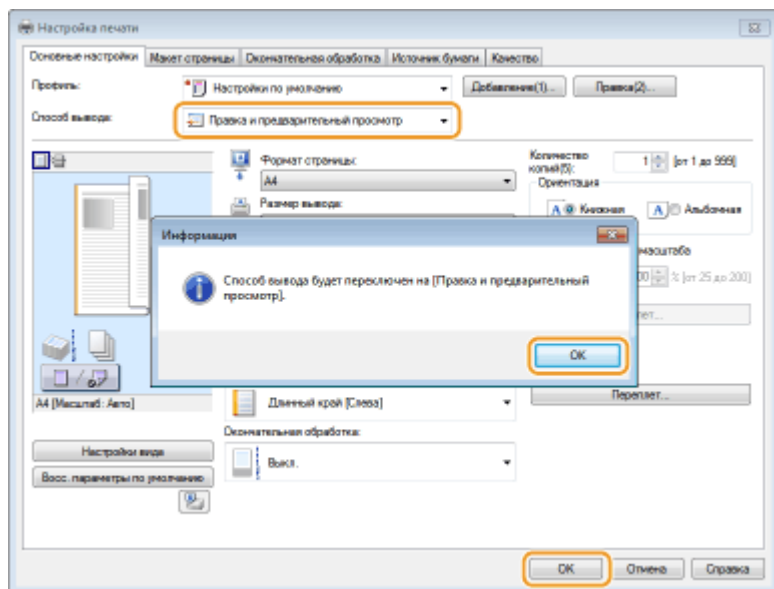 Настройка печати
Основные настройки Макет страницы Окончательная обработка Источник бумаги Качество
Профиль: Настройки по умолчанию Добавление(1)... Правка(2)...
Способ вывода: Правка и предварительный просмотр
Формат страницы:
A4
Размер вывода:
Количество копий(5): 1 [от 1 до 999]
Ориентация
A Книжная A Альбомная
Информация
масштаба
Способ вывода будет переключен на [Правка и предварительный
просмотр].
00 % [от 25 до 200]
OK
A4 [Масштаб: Авто]
Длинный край [Слева]
Переплет...
Окончательная обработка:
Выкл.
Настройки вида
Восс. параметры по умолчанию
OK Отмена Справка